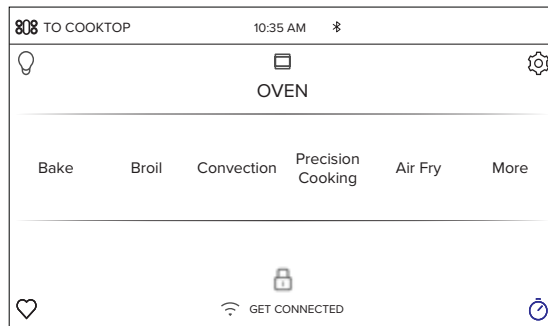 TO COOKTOP 10:35 AM
OVEN
Bake Broil Convection Precision Cooking Air Fry More
GET CONNECTED